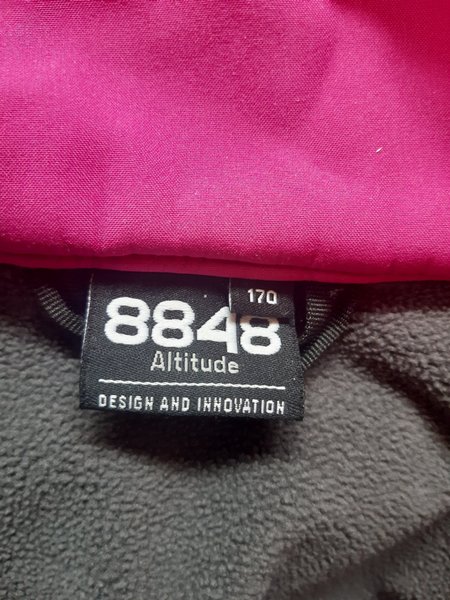 170
8848
Altitude
DESIGN AND INNOVATION